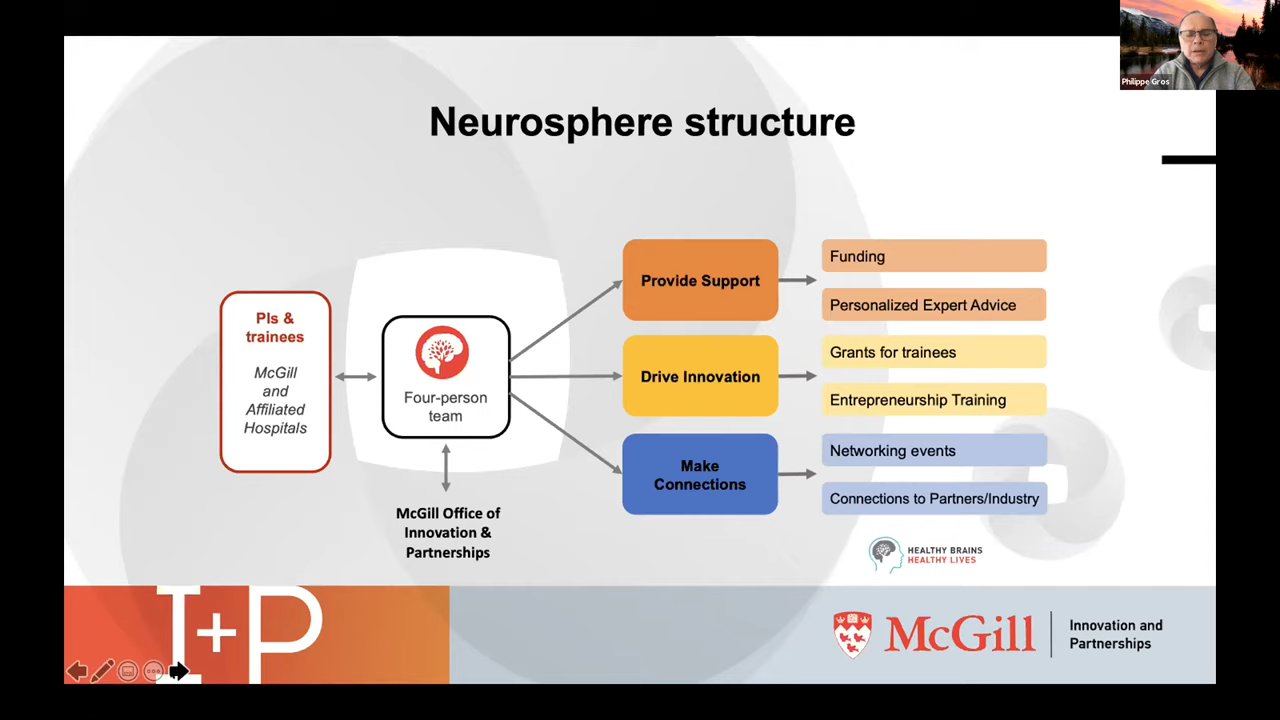 Philippe Gros
Neurosphere structure
PIs &
trainees
McGill
and
Affiliated
Hospitals
Four-person
team
McGill Office of
Innovation &
Partnerships
Provide Support
Funding
Personalized Expert Advice
Drive Innovation
Grants for trainees
Entrepreneurship Training
Make
Connections
Networking events
Connections to Partners/Industry
HEALTHY BRAINS
HEALTHY LIVES
I+P
McGill
Innovation and
Partnerships